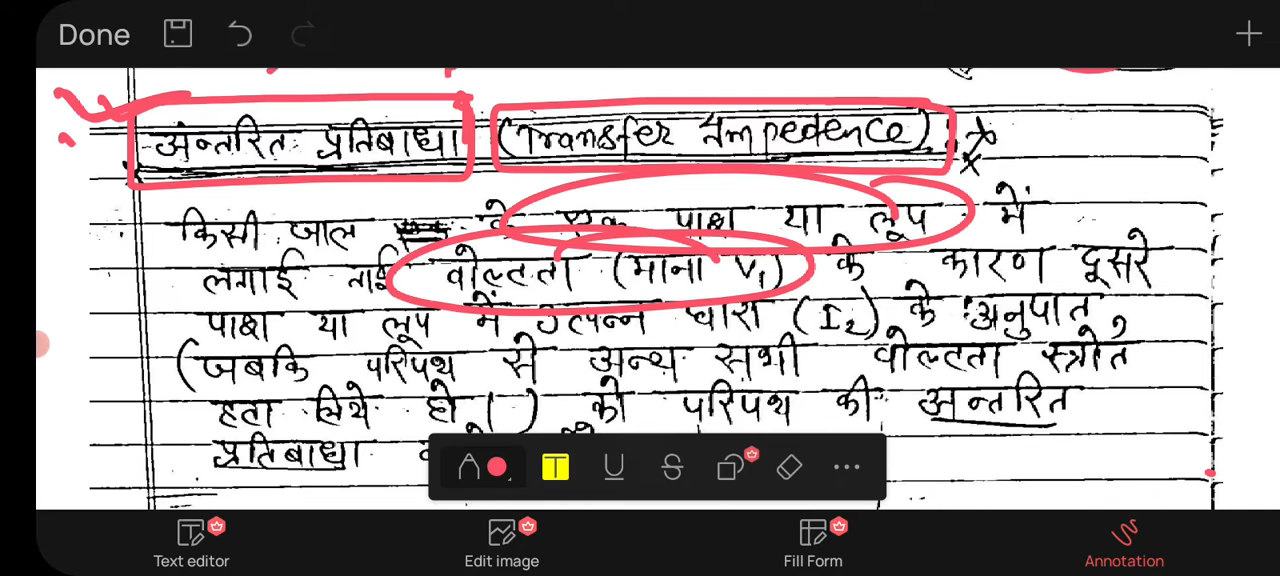 Done
अन्तरित प्रतिबाधा (Transfer Impedence) :
किसी जाल के एक पाश या लूप में
लगाई गई वोल्टता (माना V₁) के कारण दूसरे
पाश या लूप में उत्पन्न धारा (I₂) के अनुपात
(जबकि परिपथ से अन्य सभी वोल्टता स्त्रोत
हटा लिये हो।) को परिपथ की अन्तरित
प्रतिबाधा
Text editor
Edit image
Fill Form
Annotation